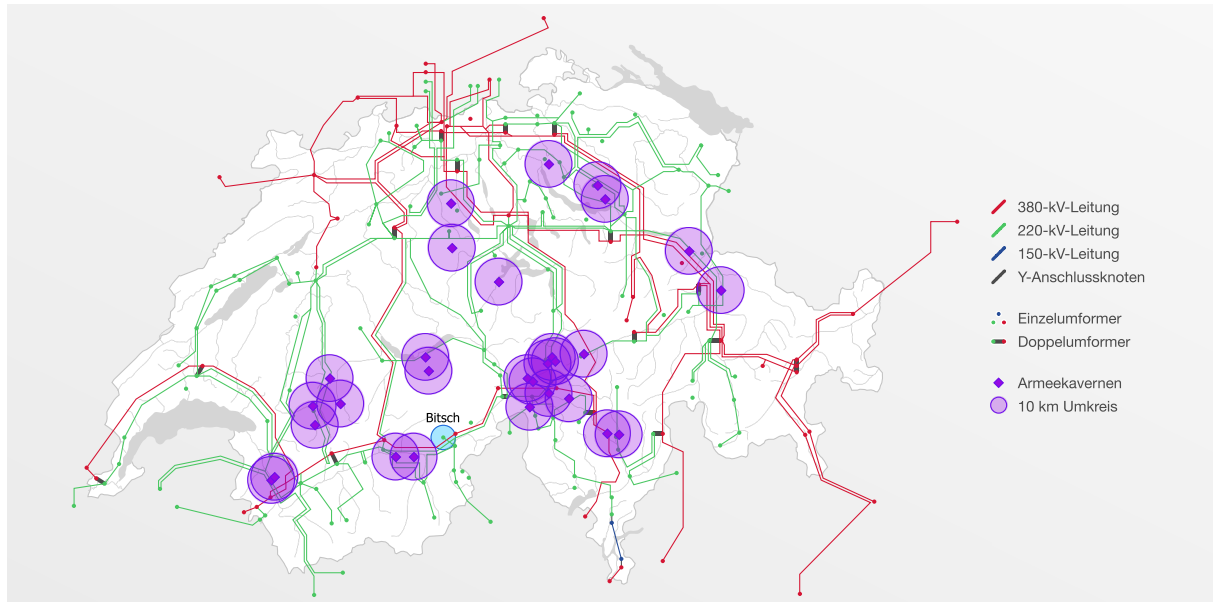 380-kV-Leitung
220-kV-Leitung
150-kV-Leitung
Y-Anschlussknoten
Einzelumformer
Doppelumformer
Armeekavernen
10 km Umkreis
Bitsch